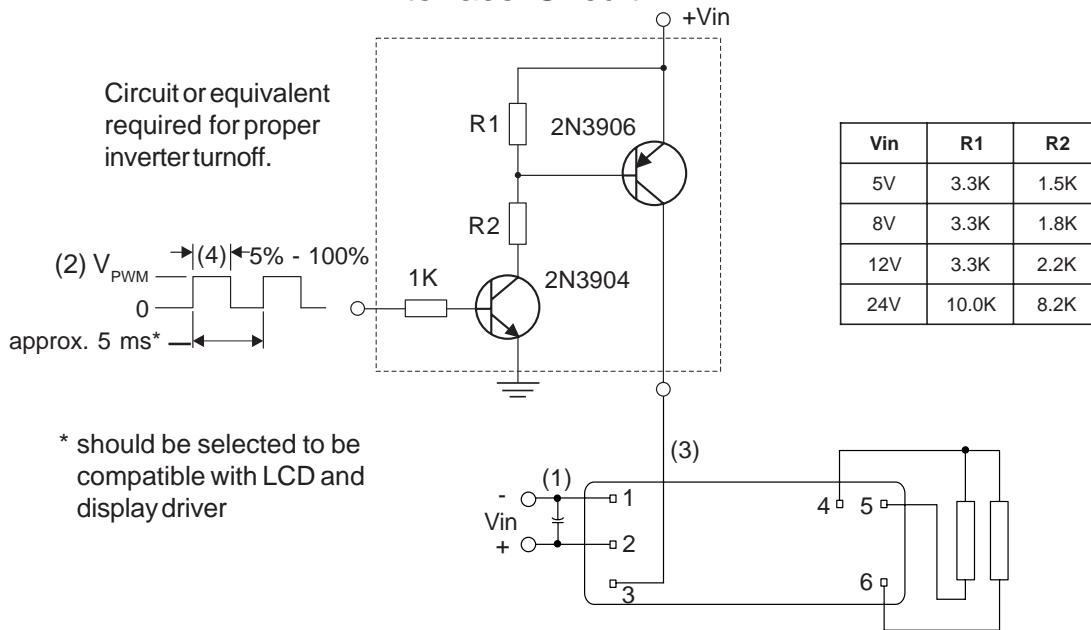 +Vin
Circuit or equivalent
required for proper
inverter turnoff.
R1
2N3906
R2
1K
2N3904
(2) VPWM
(4)
5% - 100%
0
approx. 5 ms*
* should be selected to be
compatible with LCD and
display driver
Vin R1 R2
5V 3.3K 1.5K
8V 3.3K 1.8K
12V 3.3K 2.2K
24V 10.0K 8.2K
(3)
(1)
-
Vin
+
1
2
3
4
5
6